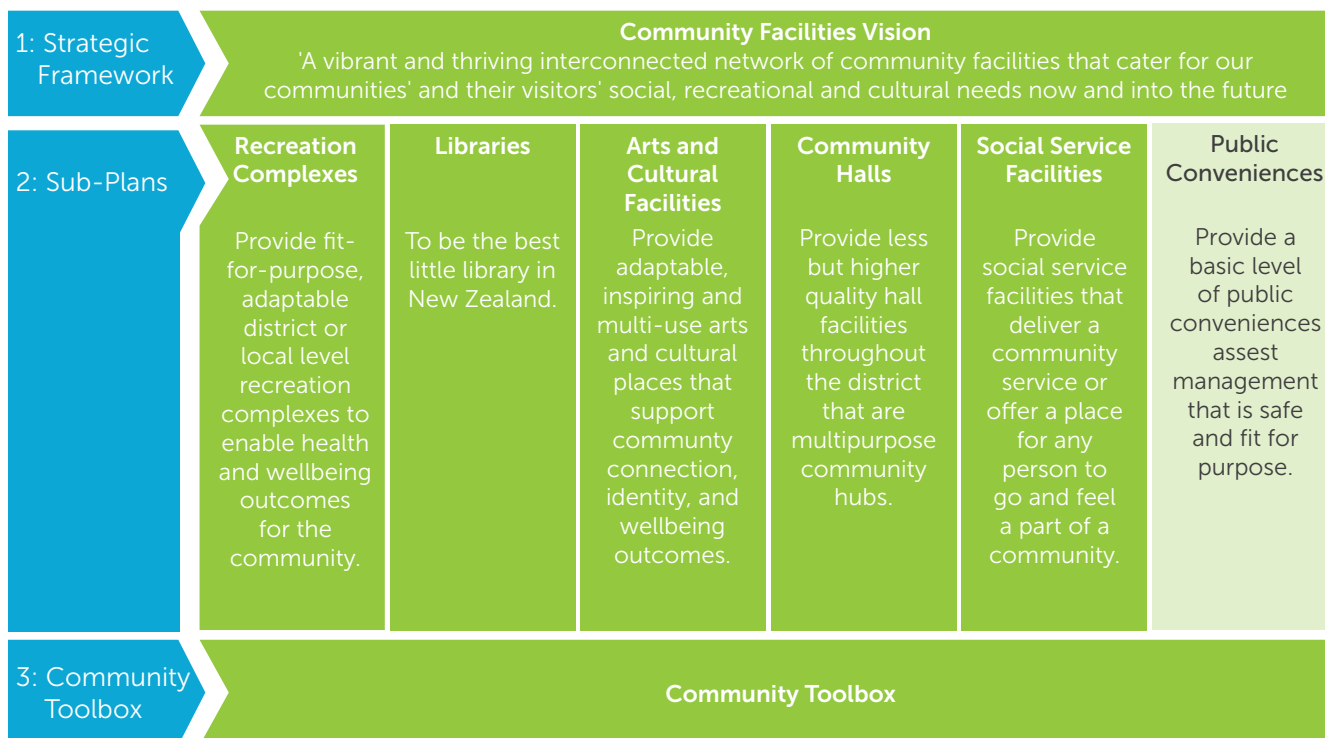 1: Strategic
Framework
Community Facilities Vision
'A vibrant and thriving interconnected network of community facilities that cater for our
communities' and their visitors' social, recreational and cultural needs now and into the future
2: Sub-Plans
Recreation
Complexes
Provide fit-
for-purpose,
adaptable
district or
local level
recreation
complexes to
enable health
and wellbeing
outcomes
for the
community.
Libraries
To be the best
little library in
New Zealand.
Arts and
Cultural
Facilities
Provide
adaptable,
inspiring and
multi-use arts
and cultural
places that
support
communty
connection,
identity, and
wellbeing
outcomes.
Community
Halls
Provide less
but higher
quality hall
facilities
throughout
the district
that are
multipurpose
community
hubs.
Social Service
Facilities
Provide
social service
facilities that
deliver a
community
service or
offer a place
for any
person to
go and feel
a part of a
community.
Public
Conveniences
Provide a
basic level
of public
conveniences
assest
management
that is safe
and fit for
purpose.
3: Community
Toolbox
Community Toolbox